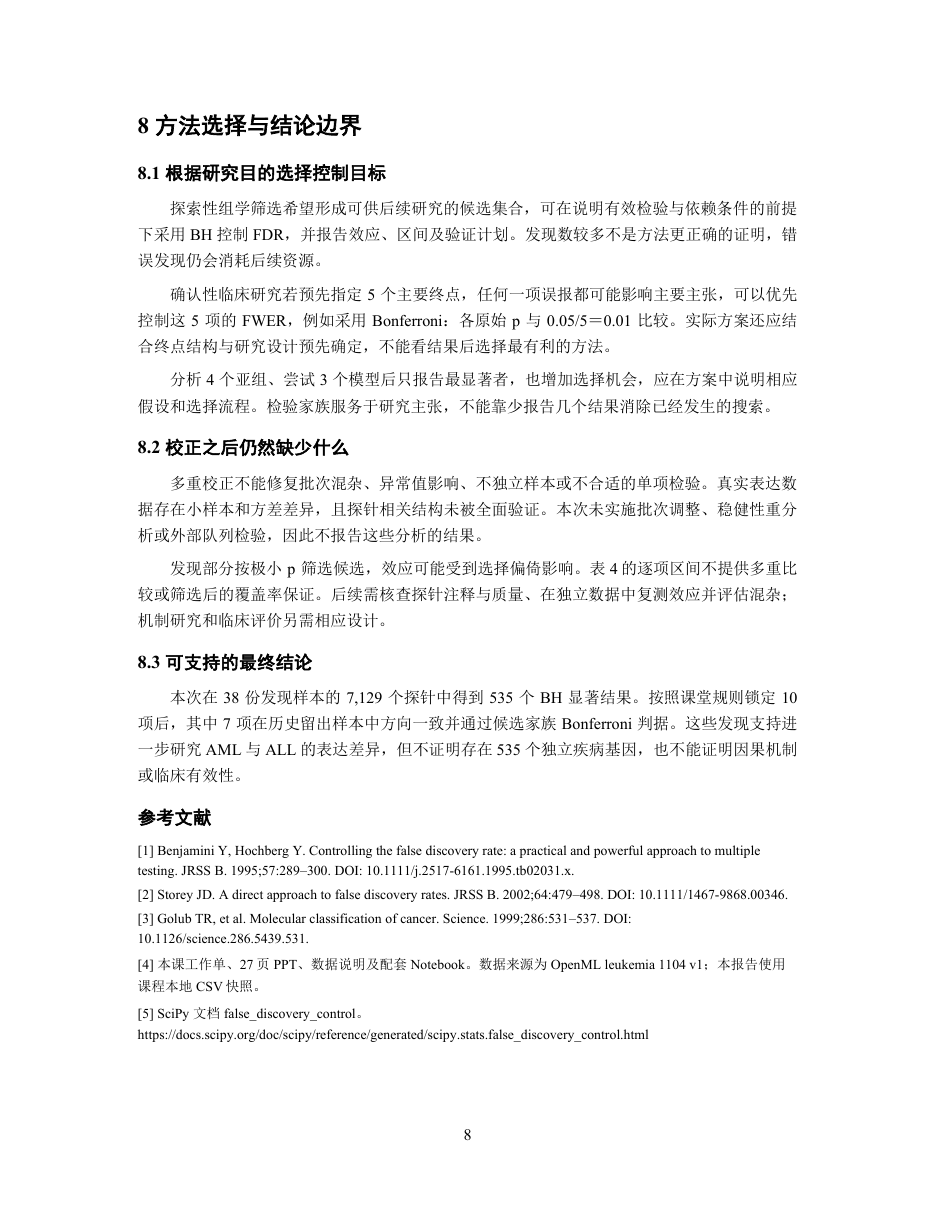 8 方法选择与结论边界
8.1 根据研究目的选择控制目标
探索性组学筛选希望形成可供后续研究的候选集合，可在说明有效检验与依赖条件的前提
下采用 BH 控制 FDR，并报告效应、区间及验证计划。发现数较多不是方法更正确的证明，错
误发现仍会消耗后续资源。
确认性临床研究若预先指定 5 个主要终点，任何一项误报都可能影响主要主张，可以优先
控制这 5 项的 FWER，例如采用 Bonferroni：各原始 p 与 0.05/5＝0.01 比较。实际方案还应结
合终点结构与研究设计预先确定，不能看结果后选择最有利的方法。
分析 4 个亚组、尝试 3 个模型后只报告最显著者，也增加选择机会，应在方案中说明相应
假设和选择流程。检验家族服务于研究主张，不能靠少报告几个结果消除已经发生的搜索。
8.2 校正之后仍然缺少什么
多重校正不能修复批次混杂、异常值影响、不独立样本或不合适的单项检验。真实表达数
据存在小样本和方差差异，且探针相关结构未被全面验证。本次未实施批次调整、稳健性重分
析或外部队列检验，因此不报告这些分析的结果。
发现部分按极小 p 筛选候选，效应可能受到选择偏倚影响。表 4 的逐项区间不提供多重比
较或筛选后的覆盖率保证。后续需核查探针注释与质量、在独立数据中复测效应并评估混杂；
机制研究和临床评价另需相应设计。
8.3 可支持的最终结论
本次在 38 份发现样本的 7,129 个探针中得到 535 个 BH 显著结果。按照课堂规则锁定 10
项后，其中 7 项在历史留出样本中方向一致并通过候选家族 Bonferroni 判据。这些发现支持进
一步研究 AML 与 ALL 的表达差异，但不证明存在 535 个独立疾病基因，也不能证明因果机制
或临床有效性。
参考文献
[1] Benjamini Y, Hochberg Y. Controlling the false discovery rate: a practical and powerful approach to multiple
testing. JRSS B. 1995;57:289–300. DOI: 10.1111/j.2517-6161.1995.tb02031.x.
[2] Storey JD. A direct approach to false discovery rates. JRSS B. 2002;64:479–498. DOI: 10.1111/1467-9868.00346.
[3] Golub TR, et al. Molecular classification of cancer. Science. 1999;286:531–537. DOI:
10.1126/science.286.5439.531.
[4] 本课工作单、27 页 PPT、数据说明及配套 Notebook。数据来源为 OpenML leukemia 1104 v1；本报告使用
课程本地 CSV 快照。
[5] SciPy 文档 false_discovery_control。
https://docs.scipy.org/doc/scipy/reference/generated/scipy.stats.false_discovery_control.html
8